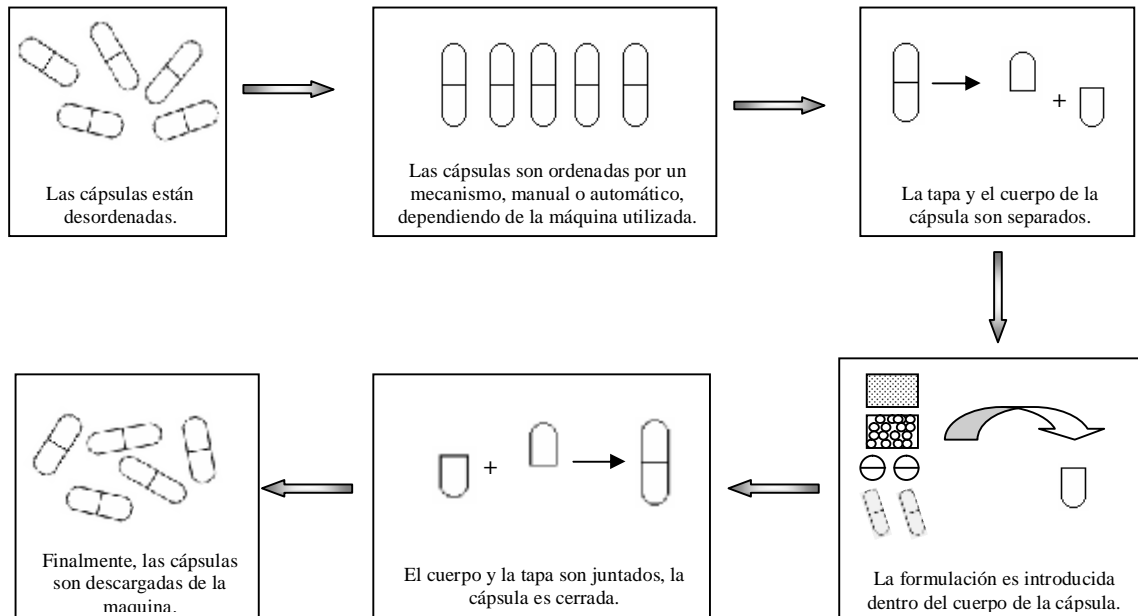 Las cápsulas están
desordenadas.
Las cápsulas son ordenadas por un
mecanismo, manual o automático,
dependiendo de la máquina utilizada.
La tapa y el cuerpo de la
cápsula son separados.
+
La formulación es introducida
dentro del cuerpo de la cápsula.
+
El cuerpo y la tapa son juntados, la
cápsula es cerrada.
Finalmente, las cápsulas
son descargadas de la
maquina.